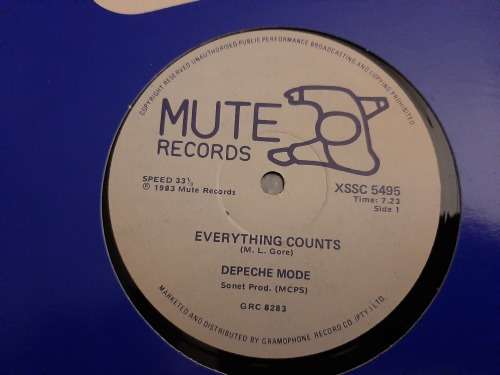 COPYRIGHT RESERVED UNAUTHORISED PUBLIC PERFORMANCE BROADCASTING AND COPYING PROHIBITED
MUTE
RECORDS
SPEED 33⅓
℗ 1983 Mute Records
XSSC 5495
Time: 7.23
Side 1
EVERYTHING COUNTS
(M. L. Gore)
DEPECHE MODE
Sonet Prod. (MCPS)
GRC 8283
MARKETED AND DISTRIBUTED BY GRAMOPHONE RECORD CO. (PTY.) LTD.